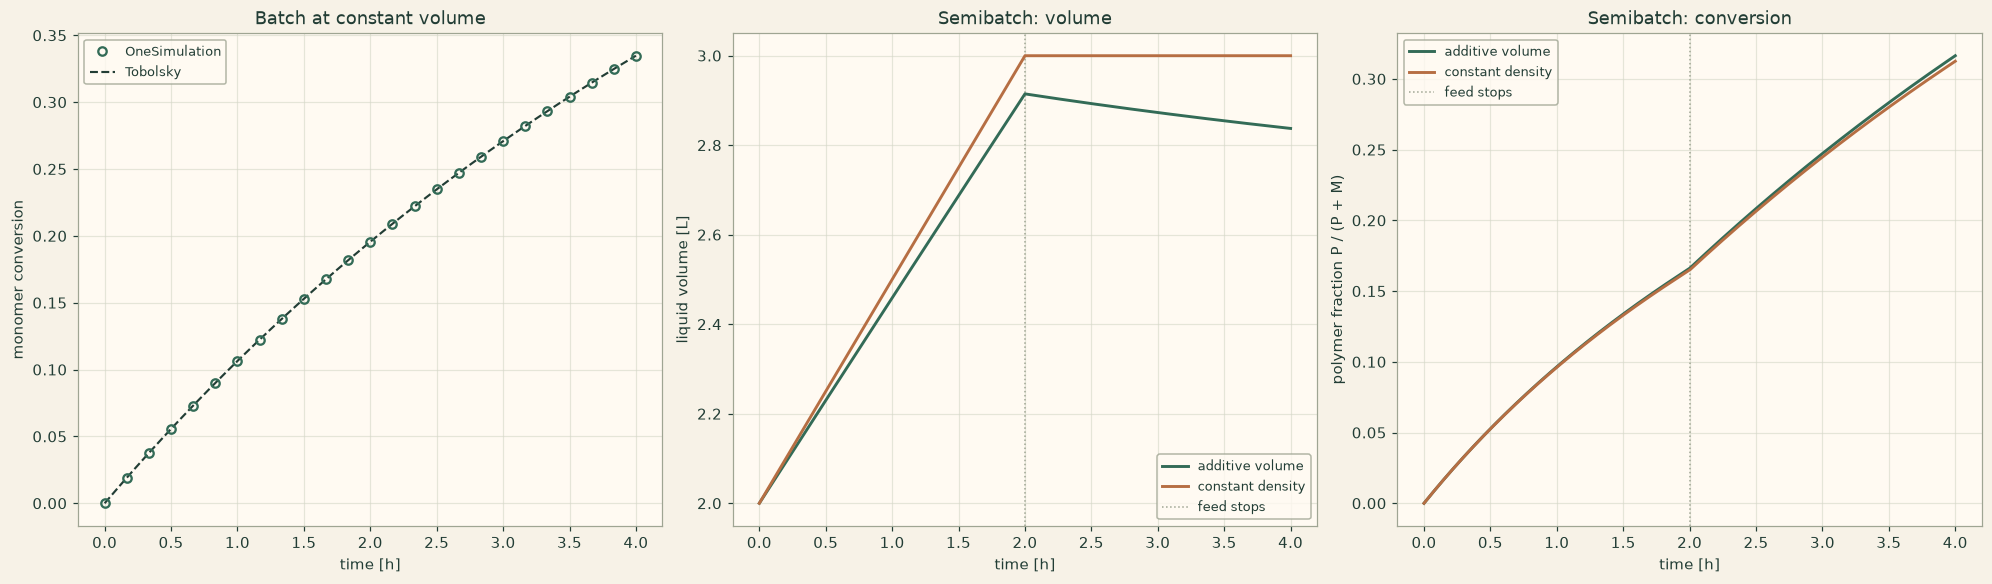 Batch at constant volume
OneSimulation
Tobolsky
monomer conversion
0.35
0.30
0.25
0.20
0.15
0.10
0.05
0.00
0.0 0.5 1.0 1.5 2.0 2.5 3.0 3.5 4.0
time [h]
Semibatch: volume
liquid volume [L]
3.0
2.8
2.6
2.4
2.2
2.0
additive volume
constant density
feed stops
0.0 0.5 1.0 1.5 2.0 2.5 3.0 3.5 4.0
time [h]
Semibatch: conversion
additive volume
constant density
feed stops
polymer fraction P / (P + M)
0.30
0.25
0.20
0.15
0.10
0.05
0.00
0.0 0.5 1.0 1.5 2.0 2.5 3.0 3.5 4.0
time [h]